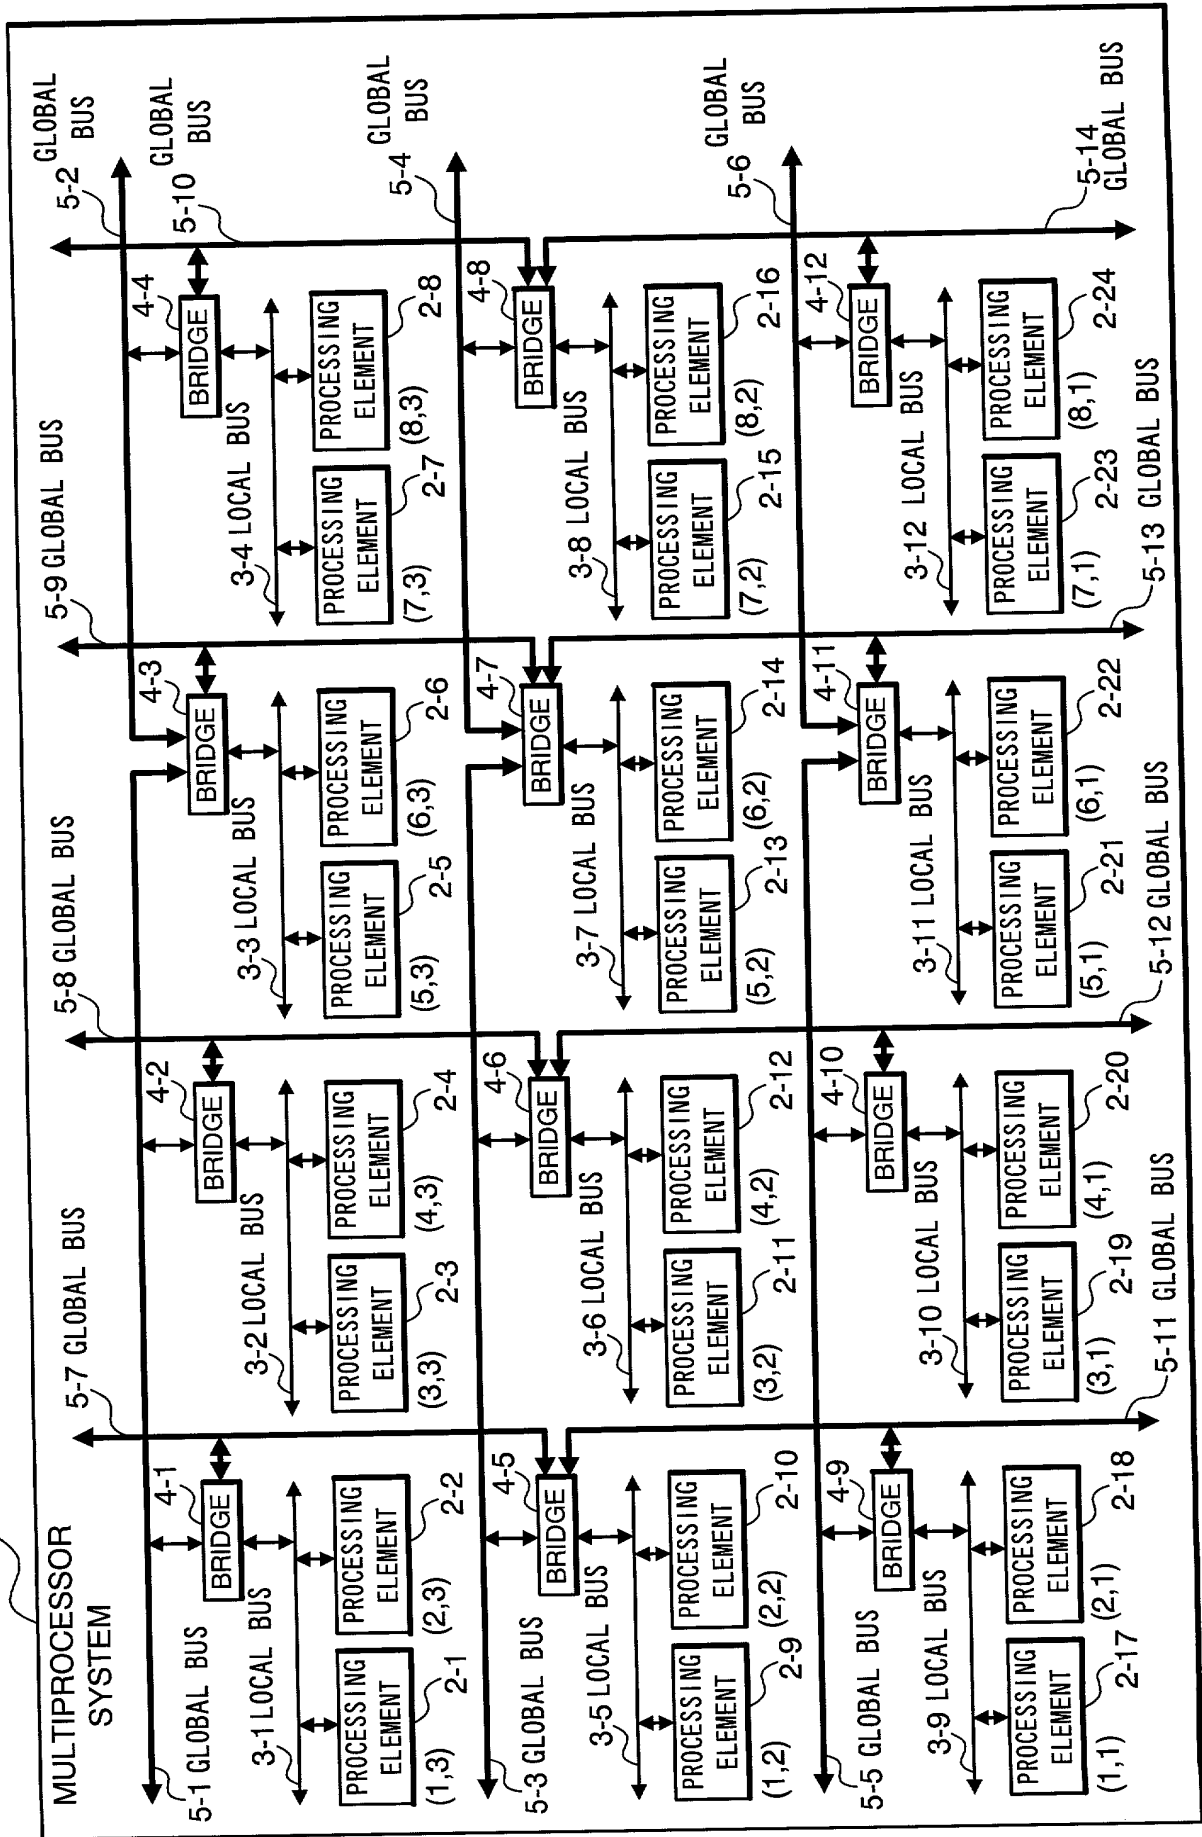 MULTIPROCESSOR
SYSTEM
5-7 GLOBAL BUS
5-8 GLOBAL BUS
5-9 GLOBAL BUS
GLOBAL
BUS
5-2
GLOBAL
BUS
5-10
5-1 GLOBAL BUS
4-1
BRIDGE
3-1 LOCAL BUS
PROCESSING
ELEMENT
(1,3)
2-1
PROCESSING
ELEMENT
(2,3)
2-2
4-2
BRIDGE
3-2 LOCAL BUS
PROCESSING
ELEMENT
(3,3)
2-3
PROCESSING
ELEMENT
(4,3)
2-4
4-3
BRIDGE
3-3 LOCAL BUS
PROCESSING
ELEMENT
(5,3)
2-5
PROCESSING
ELEMENT
(6,3)
2-6
4-4
BRIDGE
3-4 LOCAL BUS
PROCESSING
ELEMENT
(7,3)
2-7
PROCESSING
ELEMENT
(8,3)
2-8
GLOBAL
BUS
5-4
5-3 GLOBAL BUS
4-5
BRIDGE
3-5 LOCAL BUS
PROCESSING
ELEMENT
(1,2)
2-9
PROCESSING
ELEMENT
(2,2)
2-10
4-6
BRIDGE
3-6 LOCAL BUS
PROCESSING
ELEMENT
(3,2)
2-11
PROCESSING
ELEMENT
(4,2)
2-12
4-7
BRIDGE
3-7 LOCAL BUS
PROCESSING
ELEMENT
(5,2)
2-13
PROCESSING
ELEMENT
(6,2)
2-14
4-8
BRIDGE
3-8 LOCAL BUS
PROCESSING
ELEMENT
(7,2)
2-15
PROCESSING
ELEMENT
(8,2)
2-16
GLOBAL
BUS
5-6
5-5 GLOBAL BUS
4-9
BRIDGE
3-9 LOCAL BUS
PROCESSING
ELEMENT
(1,1)
2-17
PROCESSING
ELEMENT
(2,1)
2-18
4-10
BRIDGE
3-10 LOCAL BUS
PROCESSING
ELEMENT
(3,1)
2-19
PROCESSING
ELEMENT
(4,1)
2-20
4-11
BRIDGE
3-11 LOCAL BUS
PROCESSING
ELEMENT
(5,1)
2-21
PROCESSING
ELEMENT
(6,1)
2-22
4-12
BRIDGE
3-12 LOCAL BUS
PROCESSING
ELEMENT
(7,1)
2-23
PROCESSING
ELEMENT
(8,1)
2-24
5-11 GLOBAL BUS
5-12 GLOBAL BUS
5-13 GLOBAL BUS
5-14
GLOBAL BUS